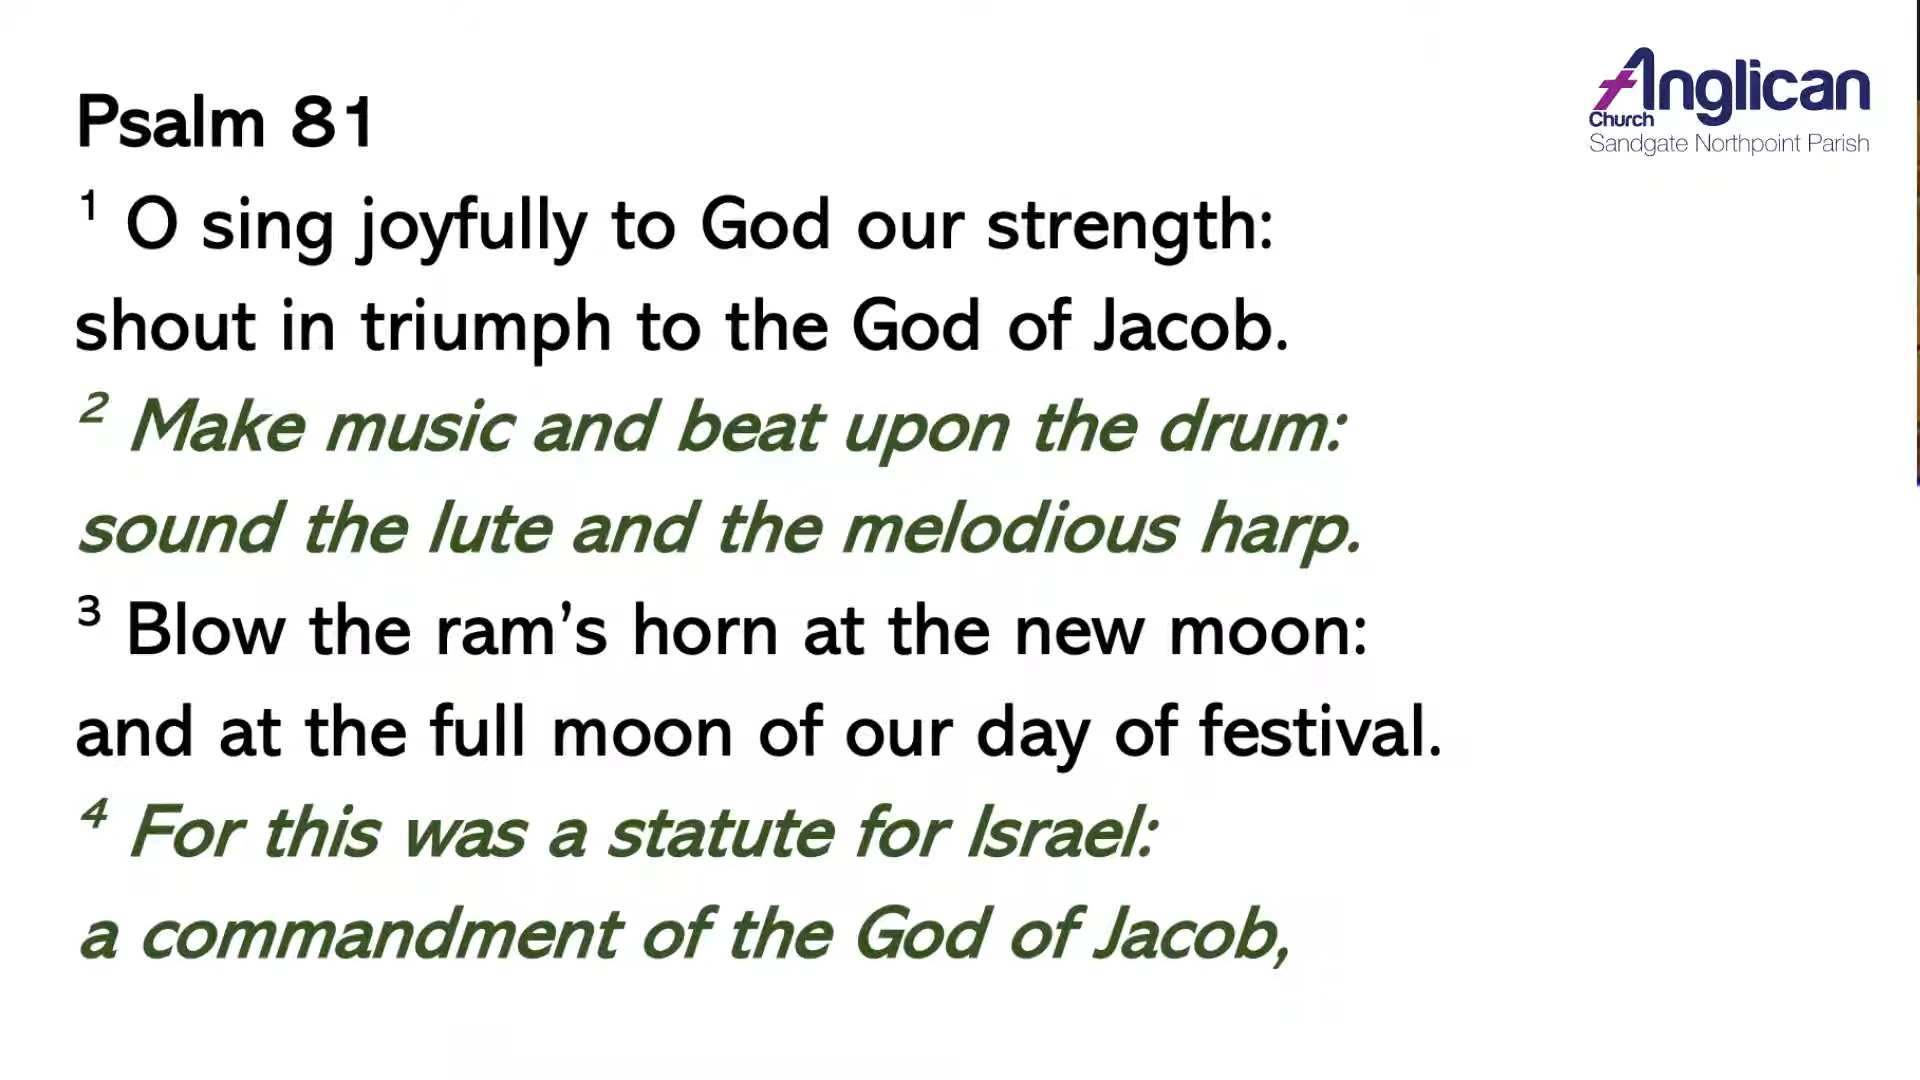 Anglican
Church
Sandgate Northpoint Parish
Psalm 81
1 O sing joyfully to God our strength:
shout in triumph to the God of Jacob.
2 Make music and beat upon the drum:
sound the lute and the melodious harp.
3 Blow the ram’s horn at the new moon:
and at the full moon of our day of festival.
4 For this was a statute for Israel:
a commandment of the God of Jacob,